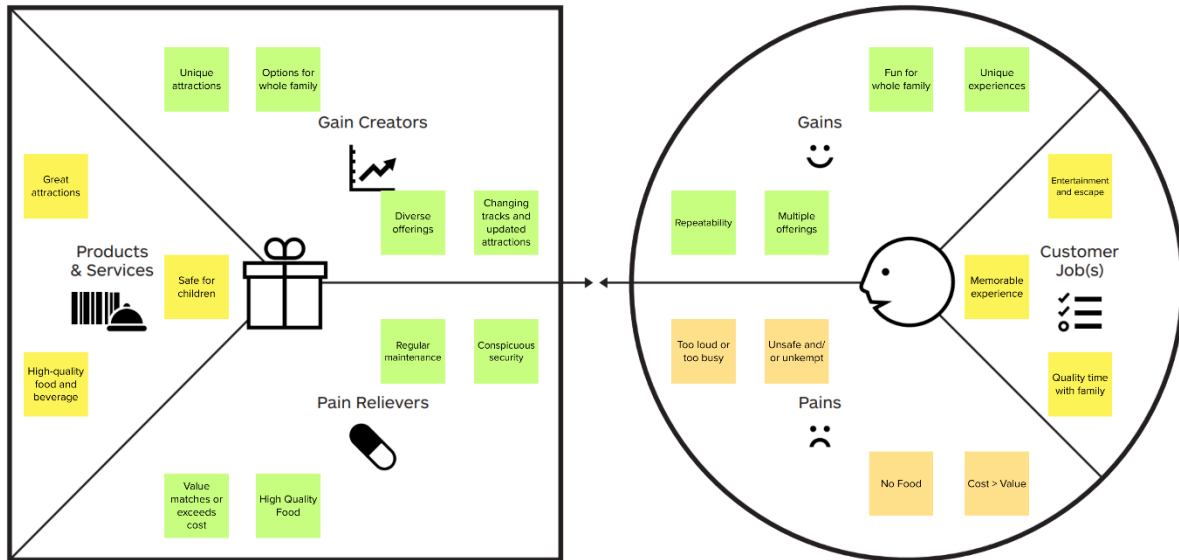 Unique
attractions
Options for
whole family
Gain Creators
Great
attractions
Diverse
offerings
Changing
tracks and
updated
attractions
Products
& Services
Safe for
children
High-quality
food and
beverage
Regular
maintenance
Conspicuous
security
Pain Relievers
Value
matches or
exceeds
cost
High Quality
Food
Fun for
whole family
Unique
experiences
Gains
Repeatability
Multiple
offerings
Entertainment
and escape
Customer
Job(s)
Memorable
experience
Quality time
with family
Too loud or
too busy
Unsafe and/
or unkempt
Pains
No Food
Cost > Value